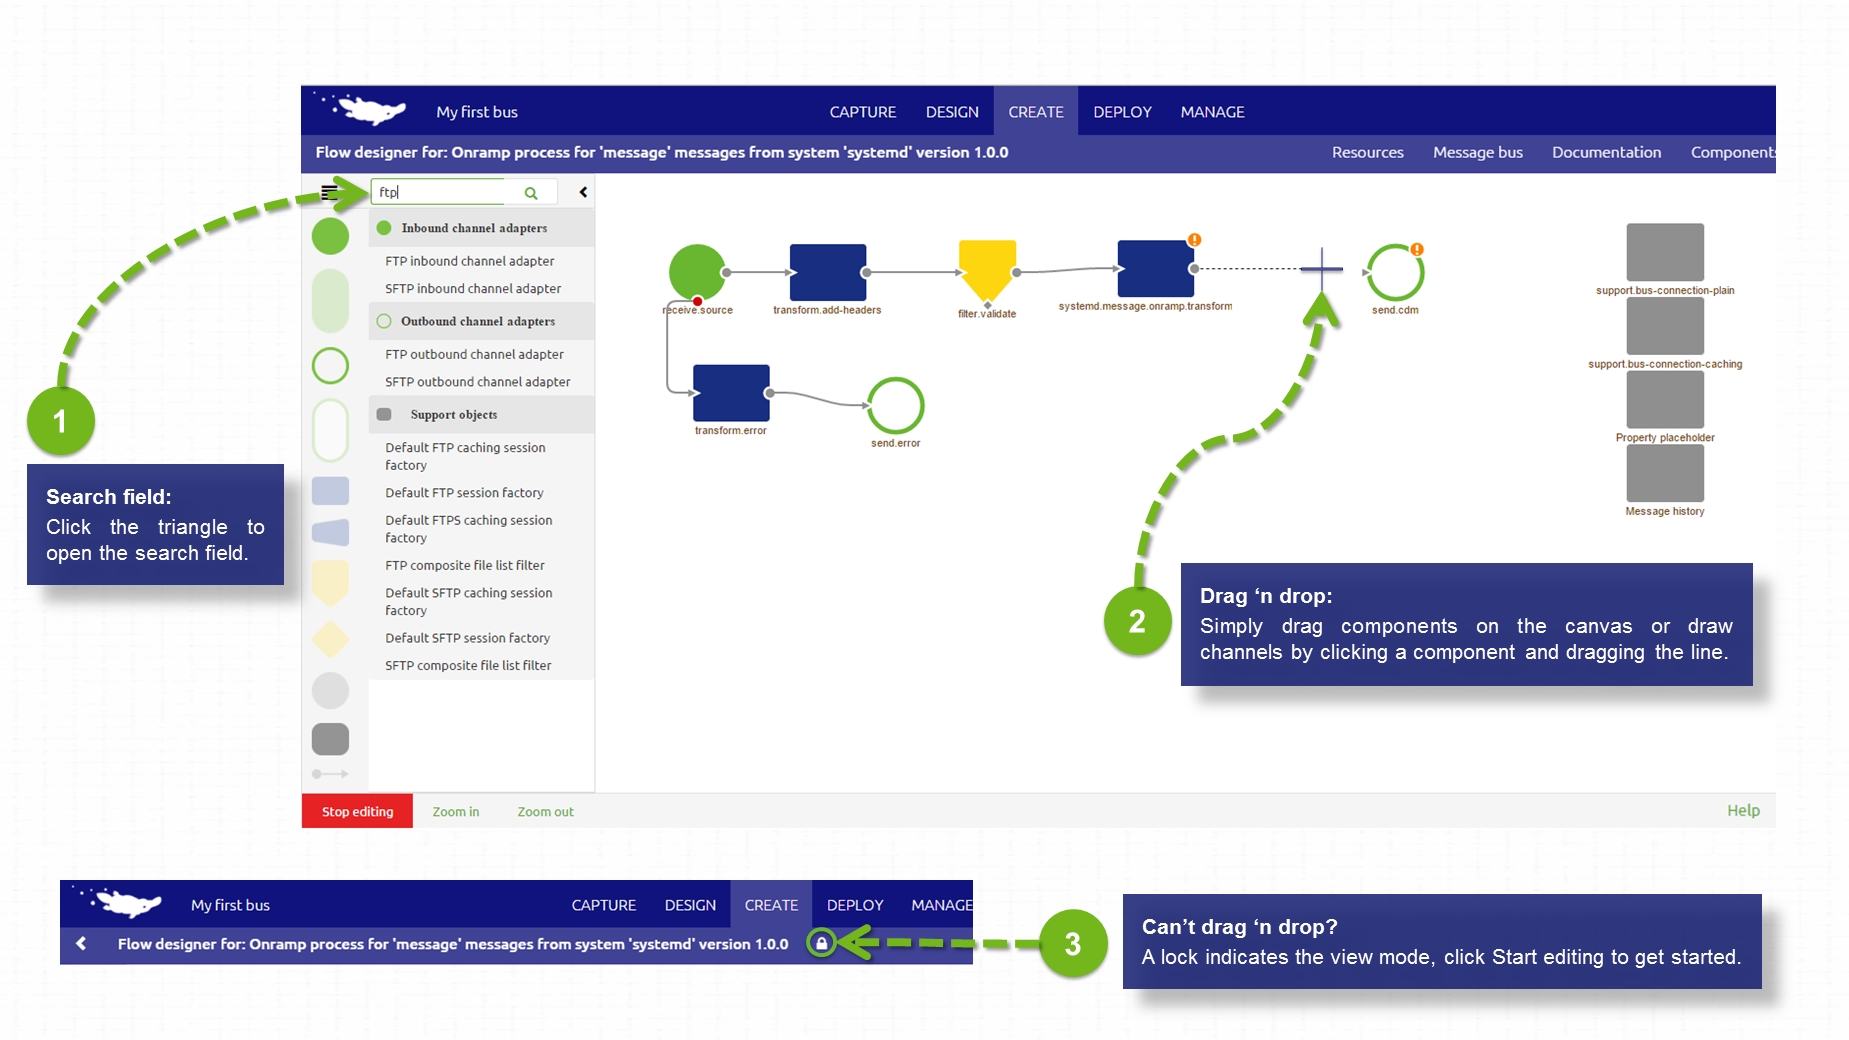 My first bus
CAPTURE DESIGN CREATE DEPLOY MANAGE
Flow designer for: Onramp process for 'message' messages from system 'systemd' version 1.0.0
Resources Message bus Documentation Components
ftp
Inbound channel adapters
FTP inbound channel adapter
SFTP inbound channel adapter
Outbound channel adapters
FTP outbound channel adapter
SFTP outbound channel adapter
Support objects
Default FTP caching session
factory
Default FTP session factory
Default FTPS caching session
factory
FTP composite file list filter
Default SFTP caching session
factory
Default SFTP session factory
SFTP composite file list filter
receive.source
transform.add-headers
filter.validate
systemd.message.onramp.transform
send.cdm
transform.error
send.error
support.bus-connection-plain
support.bus-connection-caching
Property placeholder
Message history
1
Search field:
Click the triangle to
open the search field.
2
Drag ‘n drop:
Simply drag components on the canvas or draw
channels by clicking a component and dragging the line.
Stop editing Zoom in Zoom out Help
My first bus
CAPTURE DESIGN CREATE DEPLOY MANAGE
Flow designer for: Onramp process for 'message' messages from system 'systemd' version 1.0.0
3
Can’t drag ‘n drop?
A lock indicates the view mode, click Start editing to get started.